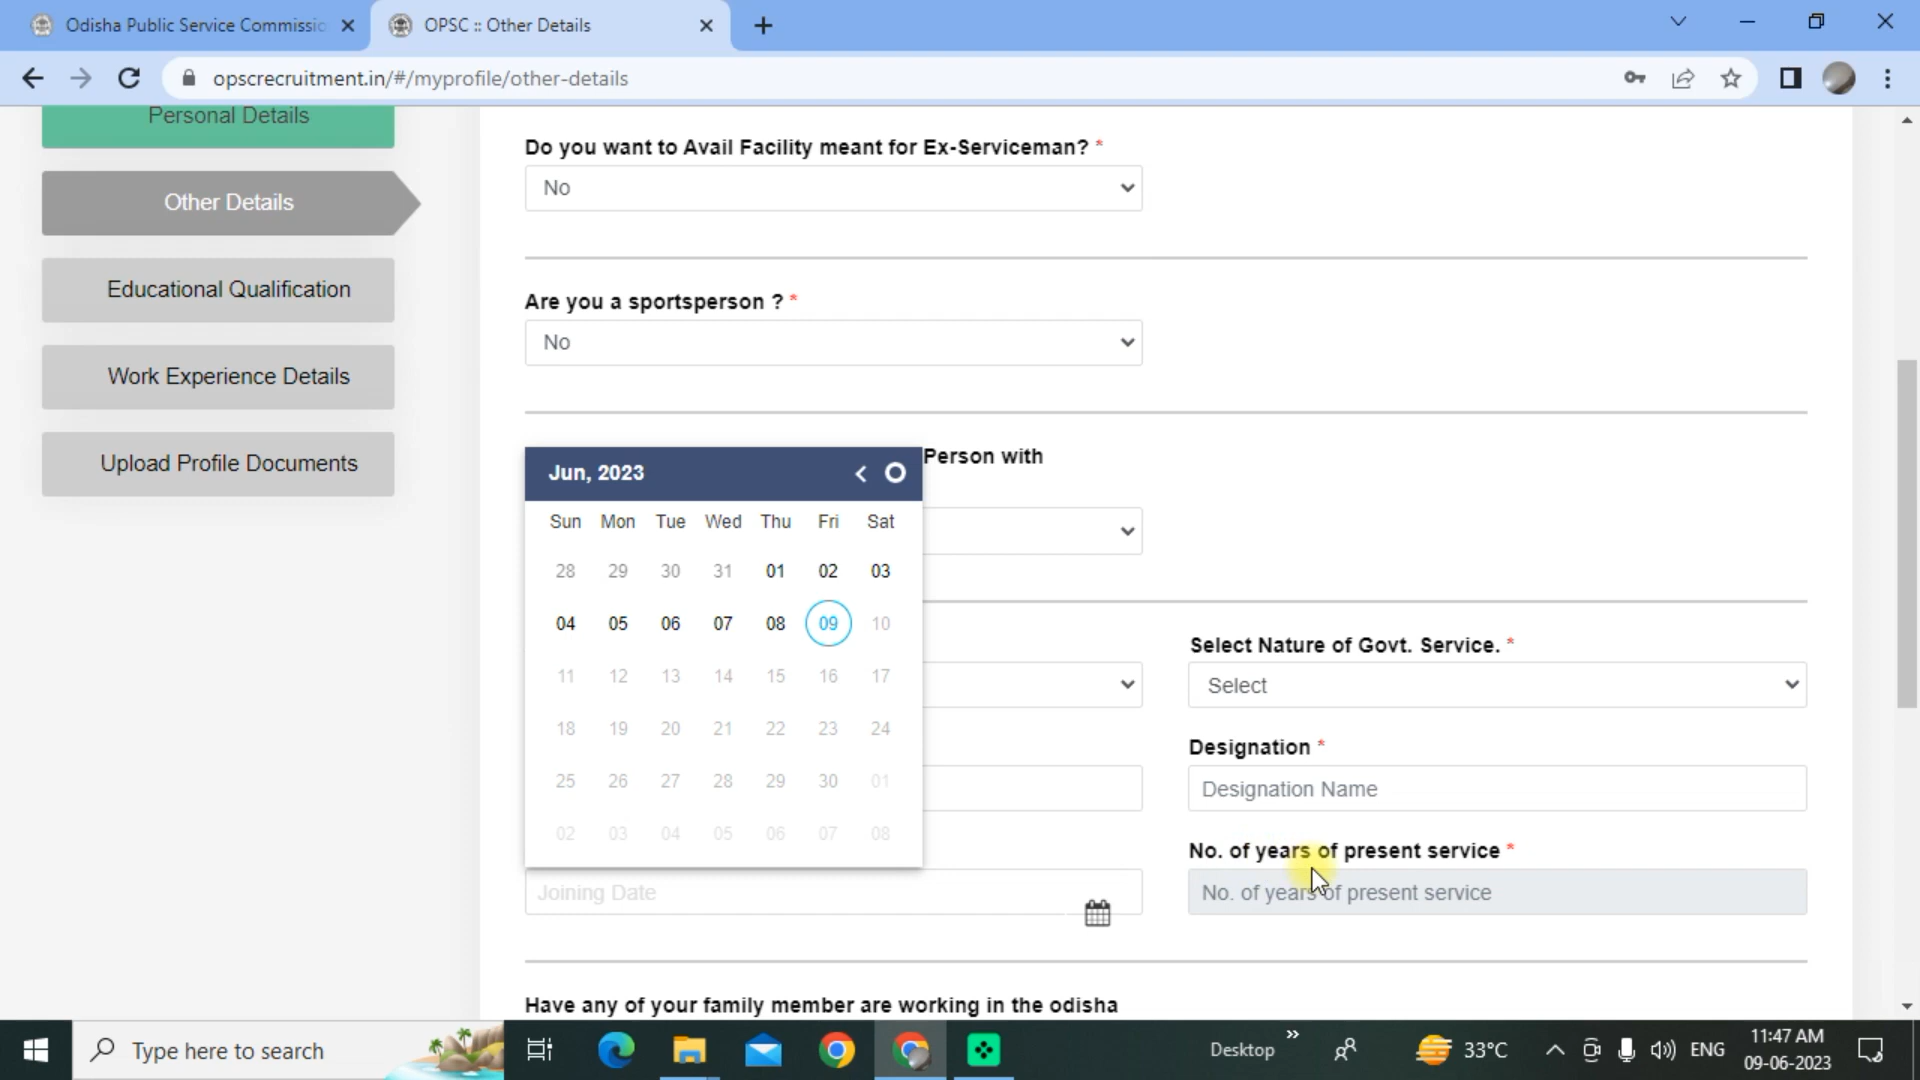 Odisha Public Service Commissio
OPSC :: Other Details
opscrecruitment.in/#/myprofile/other-details
Personal Details
Other Details
Educational Qualification
Work Experience Details
Upload Profile Documents
Do you want to Avail Facility meant for Ex-Serviceman? *
No
Are you a sportsperson ? *
No
Person with
Jun, 2023
Sun Mon Tue Wed Thu Fri Sat
28 29 30 31 01 02 03
04 05 06 07 08 09 10
11 12 13 14 15 16 17
18 19 20 21 22 23 24
25 26 27 28 29 30 01
02 03 04 05 06 07 08
Select Nature of Govt. Service. *
Select
Designation *
Designation Name
No. of years of present service *
Joining Date
No. of years of present service
Have any of your family member are working in the odisha
Type here to search
Desktop
33°C
ENG
11:47 AM
09-06-2023